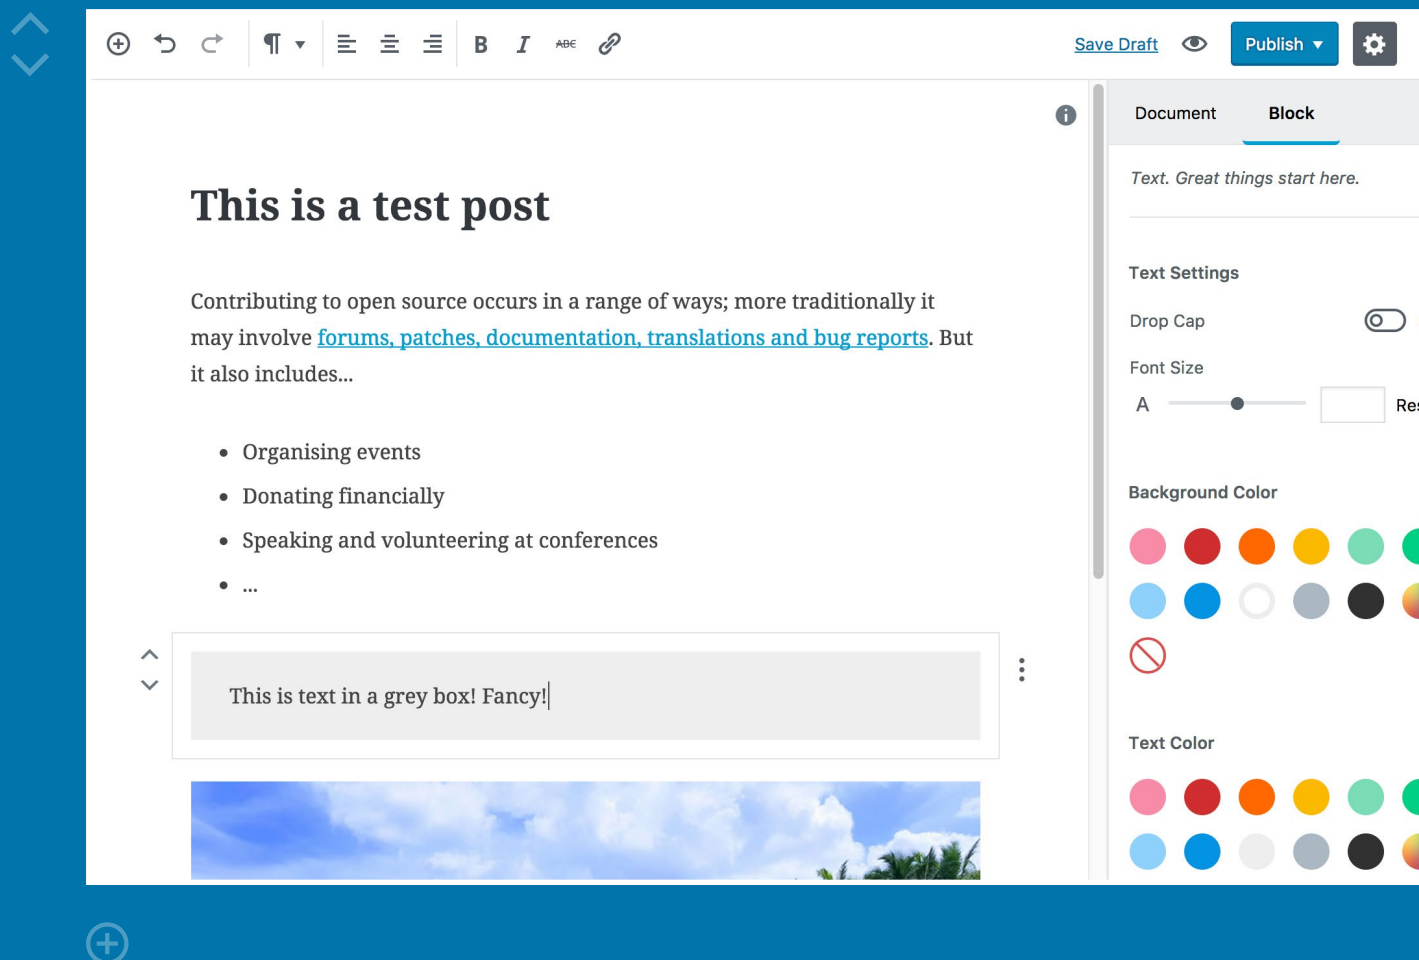 B I ABC
Save Draft
Publish
Document Block
Text. Great things start here.
This is a test post
Text Settings
Contributing to open source occurs in a range of ways; more traditionally it
may involve forums, patches, documentation, translations and bug reports. But
it also includes...
Drop Cap
Font Size
A Res
Organising events
Donating financially
Speaking and volunteering at conferences
...
Background Color
This is text in a grey box! Fancy!
Text Color